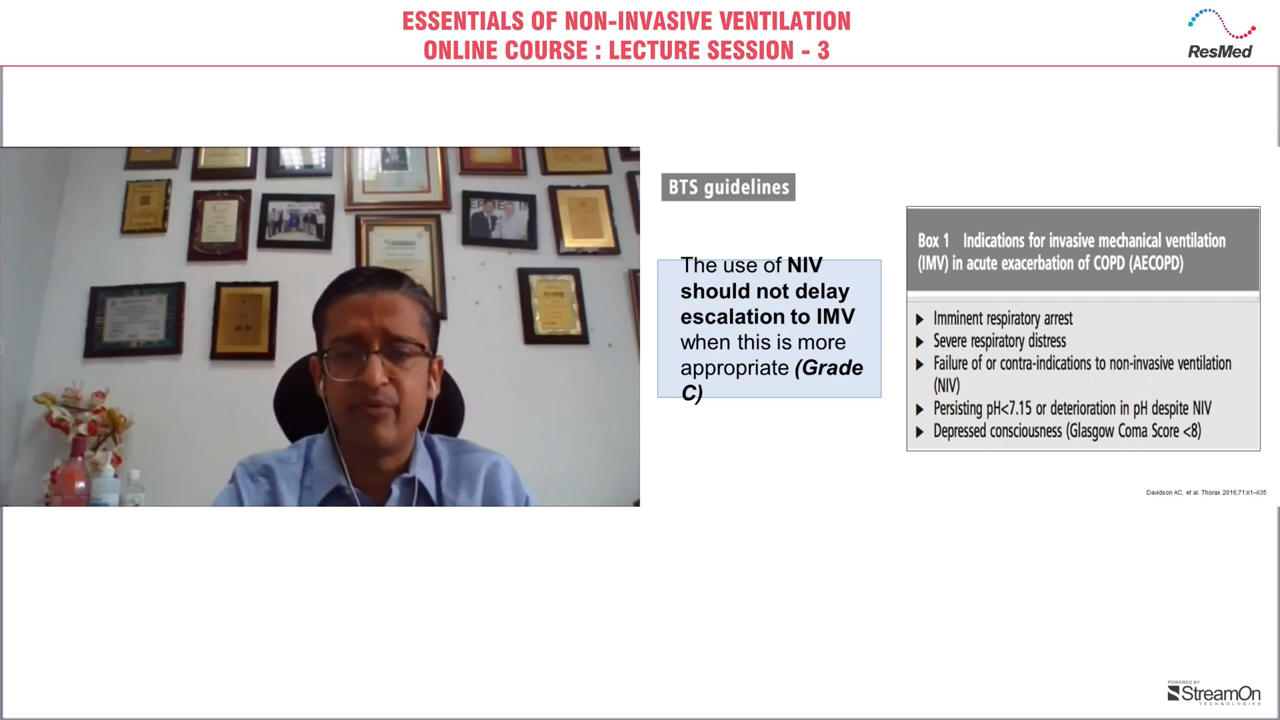 ESSENTIALS OF NON-INVASIVE VENTILATION
ONLINE COURSE : LECTURE SESSION - 3
ResMed
BTS guidelines
The use of NIV
should not delay
escalation to IMV
when this is more
appropriate (Grade
C)
Box 1 Indications for invasive mechanical ventilation
(IMV) in acute exacerbation of COPD (AECOPD)
Imminent respiratory arrest
Severe respiratory distress
Failure of or contra-indications to non-invasive ventilation
(NIV)
Persisting pH<7.15 or deterioration in pH despite NIV
Depressed consciousness (Glasgow Coma Score <8)
Davidson AC, et al. Thorax 2016;71:ii1–ii35
POWERED BY
StreamOn
TECHNOLOGIES